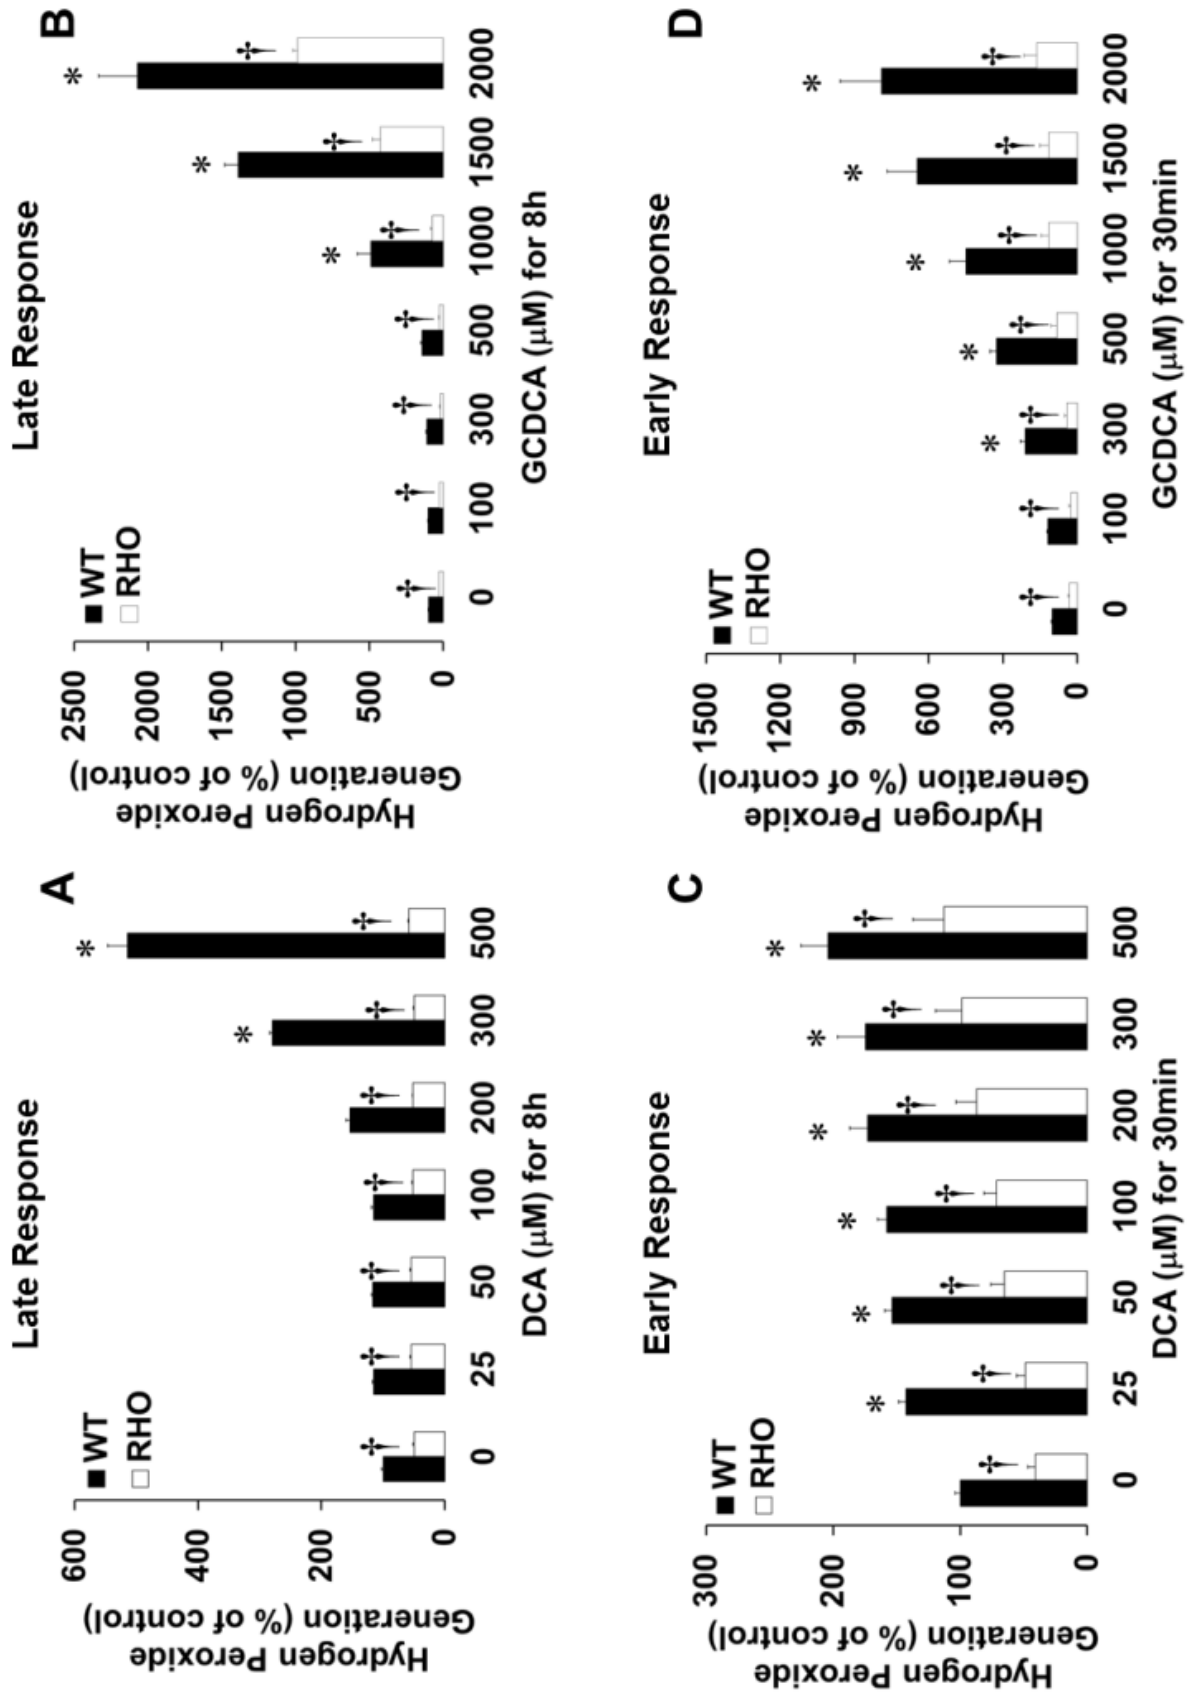 A
Late Response
WT
RHO
Hydrogen Peroxide
Generation (% of control)
600
400
200
0
*
*
‡ ‡ ‡ ‡ ‡ ‡ ‡
0 25 50 100 200 300 500
DCA (μM) for 8h
B
Late Response
WT
RHO
Hydrogen Peroxide
Generation (% of control)
2500
2000
1500
1000
500
0
*
*
*
‡ ‡ ‡ ‡ ‡ ‡ ‡
0 100 300 500 1000 1500 2000
GCDCA (μM) for 8h
C
Early Response
WT
RHO
Hydrogen Peroxide
Generation (% of control)
300
200
100
0
* * * * * *
‡ ‡ ‡ ‡ ‡ ‡ ‡
0 25 50 100 200 300 500
DCA (μM) for 30min
D
Early Response
WT
RHO
Hydrogen Peroxide
Generation (% of control)
1500
1200
900
600
300
0
* * * * *
‡ ‡ ‡ ‡ ‡ ‡ ‡
0 100 300 500 1000 1500 2000
GCDCA (μM) for 30min